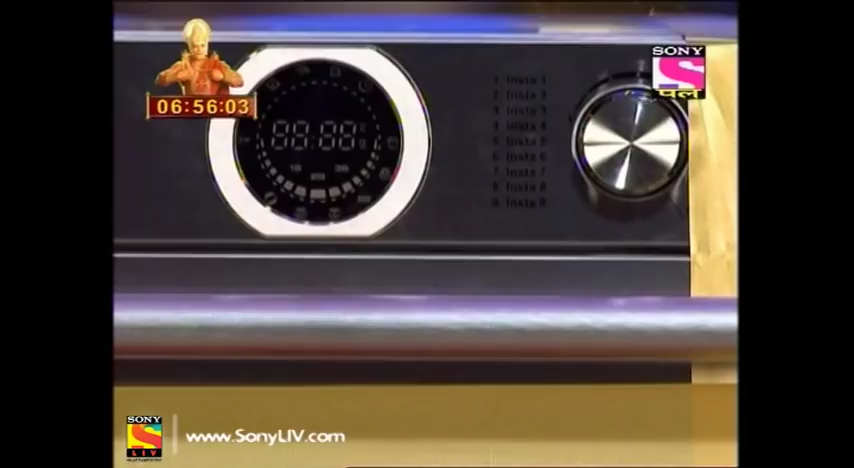 SONY
S
पल
06:56:03
88:88
1 Insta 1
2 Insta 2
3 Insta 3
4 Insta 4
5 Insta 5
6 Insta 6
7 Insta 7
8 Insta 8
9 Insta 9
SONY
S
LIV
www.SonyLIV.com